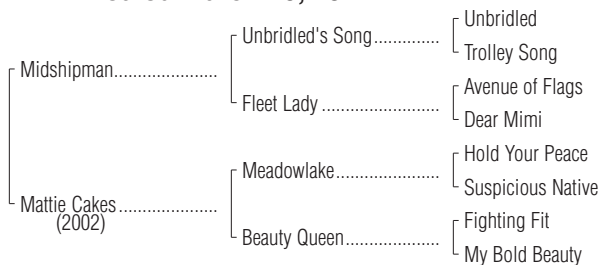 Unbridled
Unbridled's Song..............
Trolley Song
Midshipman......................
Avenue of Flags
Fleet Lady .........................
Dear Mimi
Hold Your Peace
Meadowlake......................
Suspicious Native
Mattie Cakes .....................
(2002)
Fighting Fit
Beauty Queen....................
My Bold Beauty